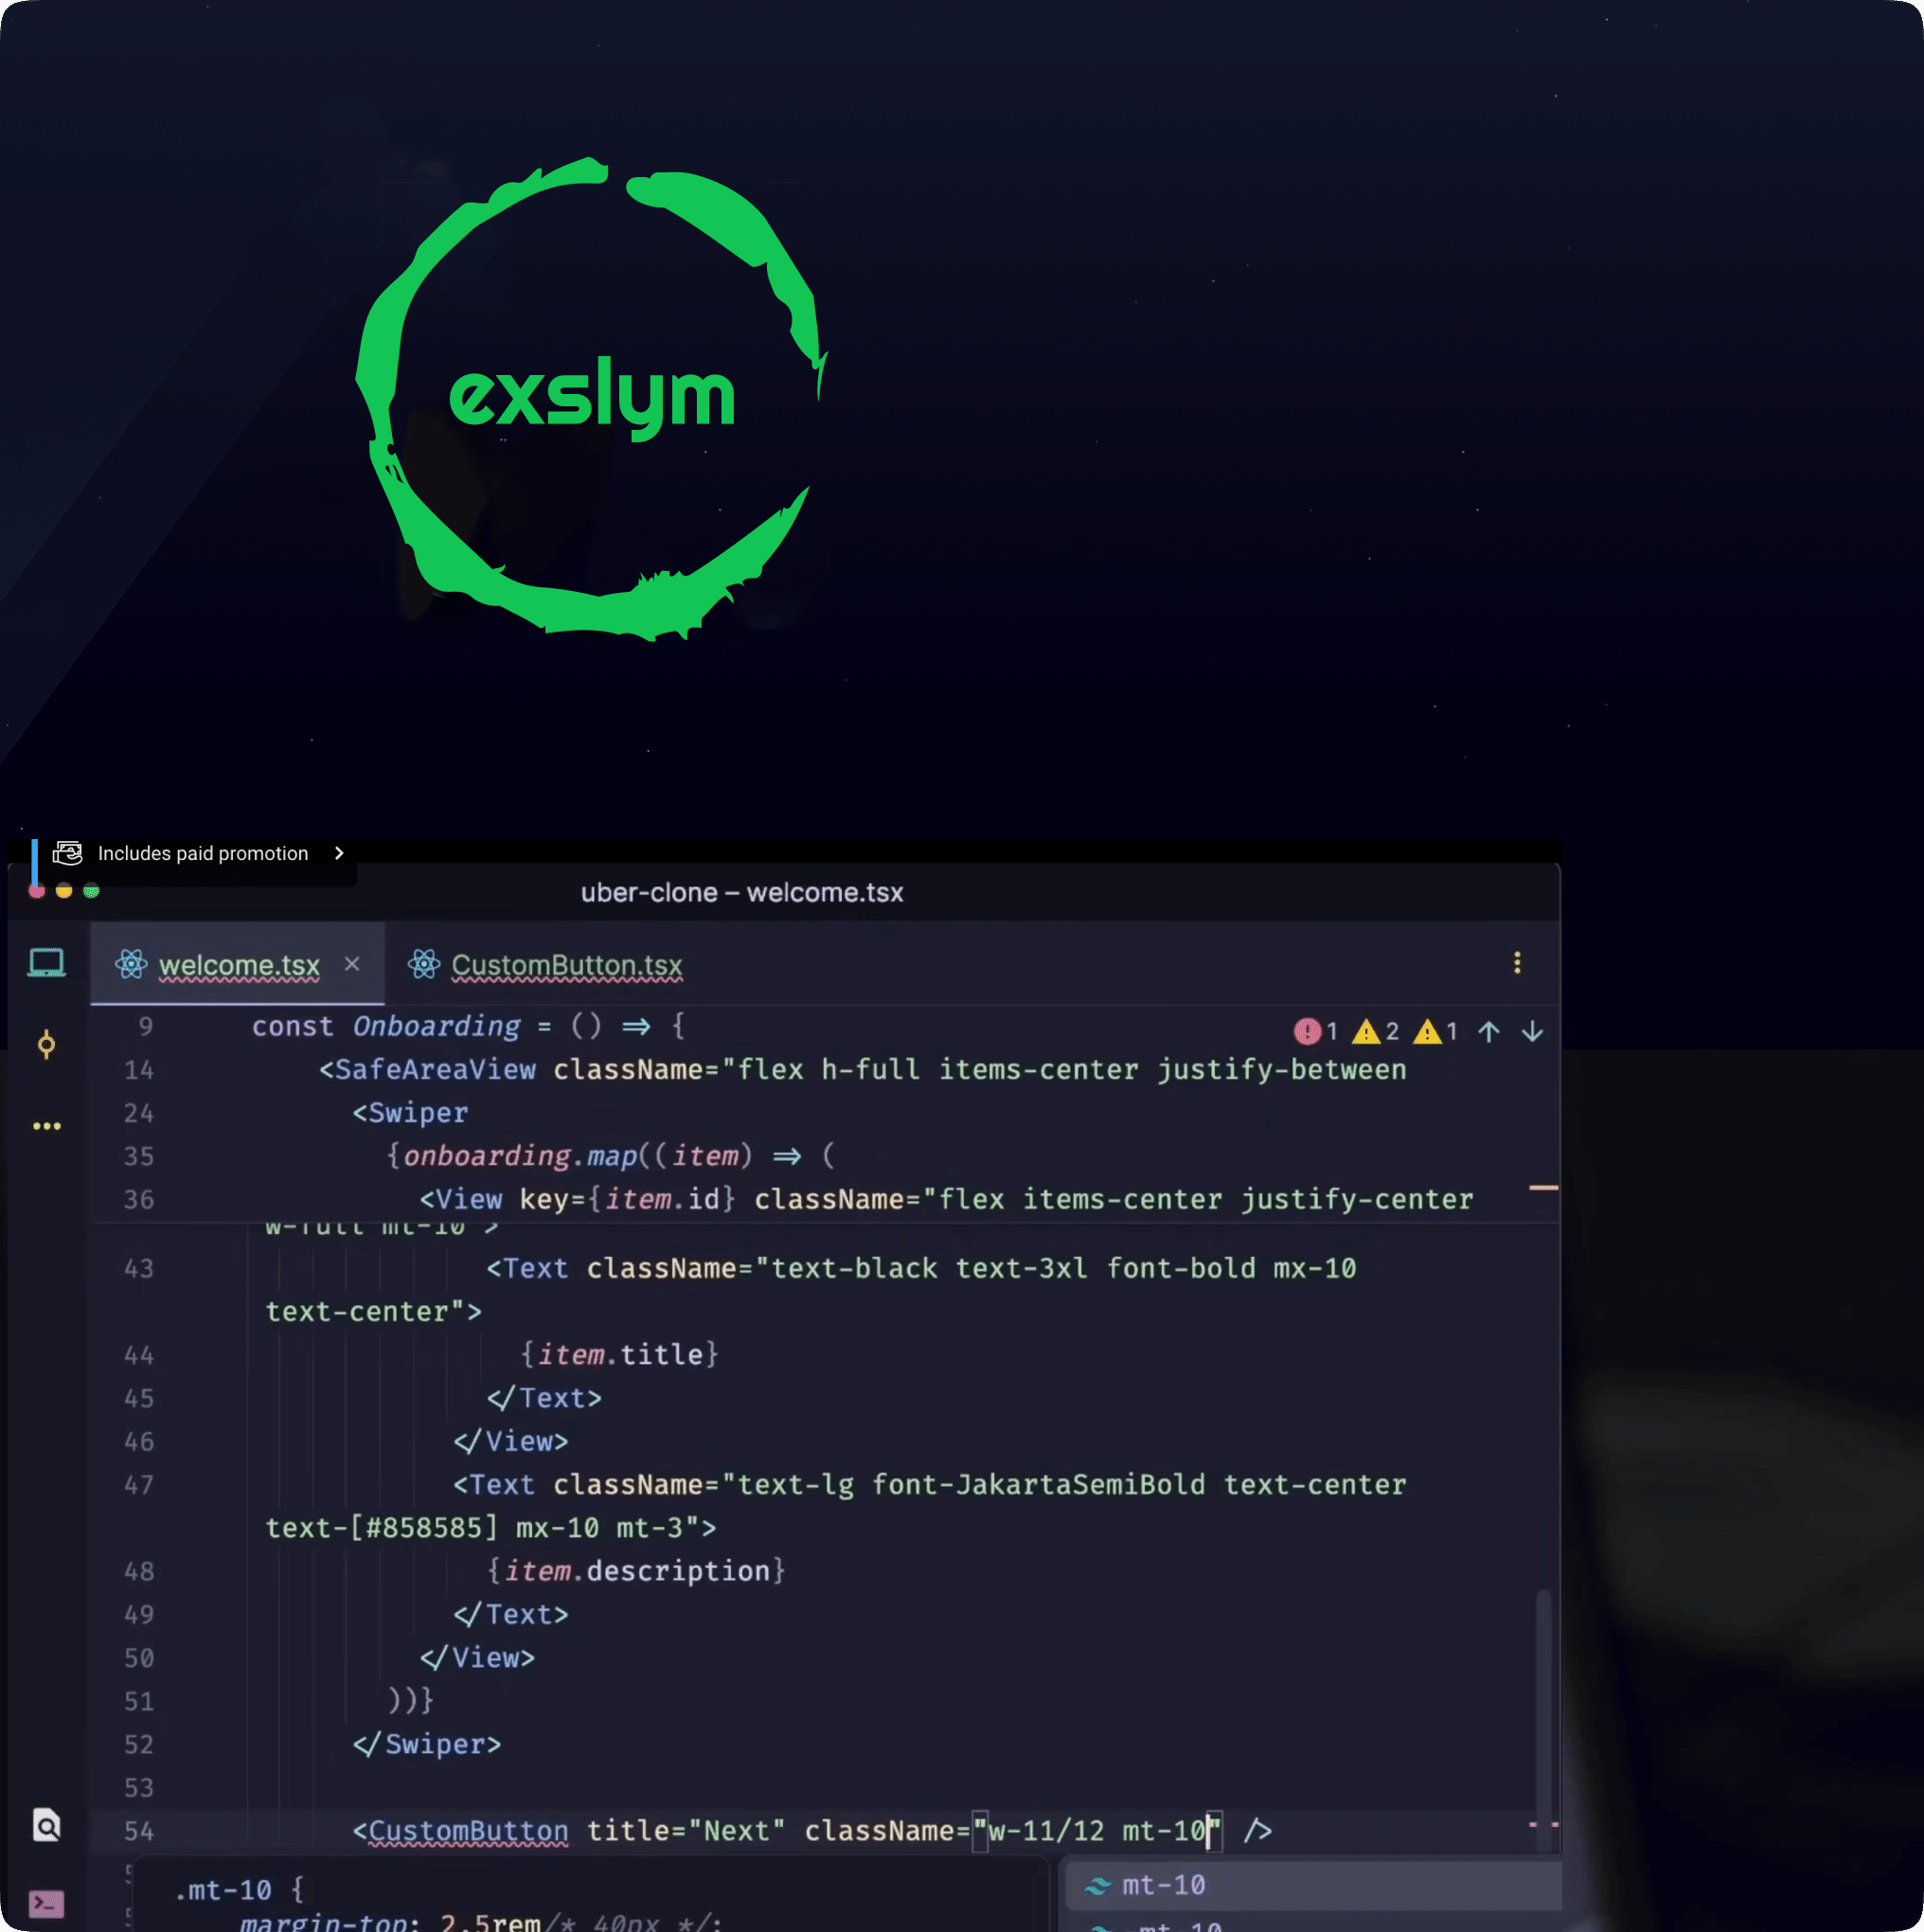 exslym
Includes paid promotion
uber-clone – welcome.tsx
welcome.tsx
CustomButton.tsx
9 const Onboarding = () => {
1 2 1
14 <SafeAreaView className="flex h-full items-center justify-between
24 <Swiper
35 {onboarding.map((item) => (
36 <View key={item.id} className="flex items-center justify-center
w-full mt-10">
43 <Text className="text-black text-3xl font-bold mx-10
text-center">
44 {item.title}
45 </Text>
46 </View>
47 <Text className="text-lg font-JakartaSemiBold text-center
text-[#858585] mx-10 mt-3">
48 {item.description}
49 </Text>
50 </View>
51 ))}
52 </Swiper>
53
54 <CustomButton title="Next" className="w-11/12 mt-10" />
.mt-10 {
mt-10
margin-top: 2.5rem/* 40px */;
-mt-10